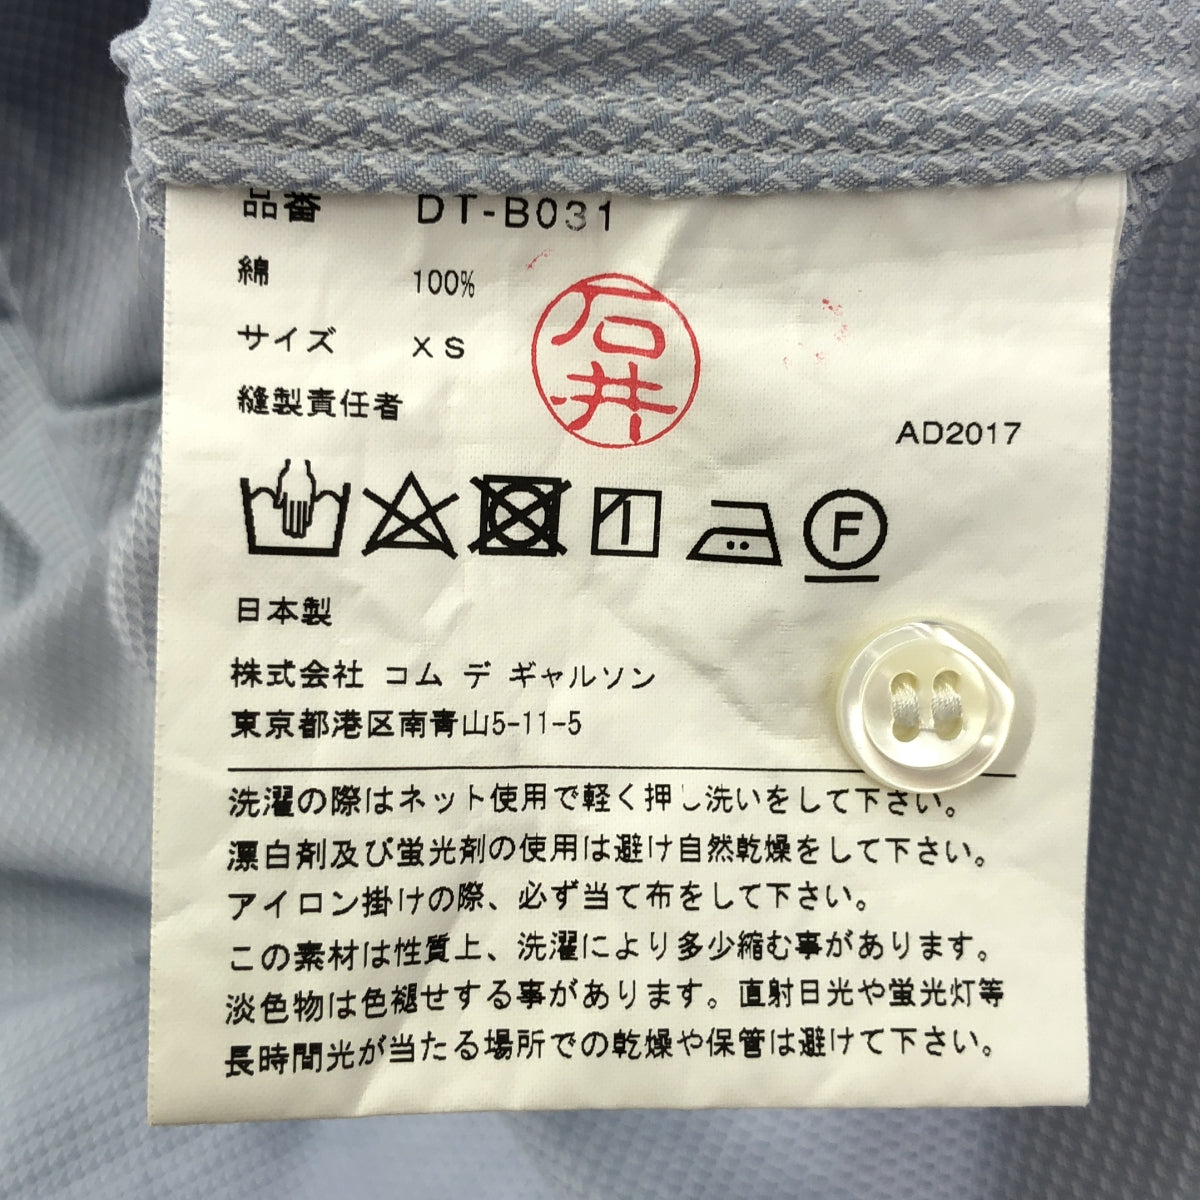 品番 DT-B031
綿 100%
サイズ XS
縫製責任者
石井
AD2017
F
日本製
株式会社 コム デ ギャルソン
東京都港区南青山5-11-5
洗濯の際はネット使用で軽く押し洗いをして下さい。
漂白剤及び蛍光剤の使用は避け自然乾燥をして下さい。
アイロン掛けの際、必ず当て布をして下さい。
この素材は性質上、洗濯により多少縮む事があります。
淡色物は色褪せする事があります。直射日光や蛍光灯等
長時間光が当たる場所での乾燥や保管は避けて下さい。